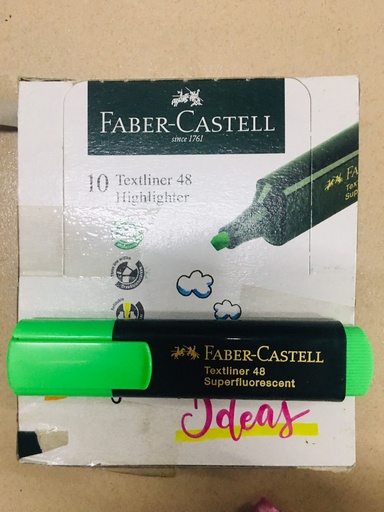 FABER-CASTELL
since 1761
10 Textliner 48
Highlighter
FABER-CASTELL
Textliner 48
Superfluorescent
Ideas